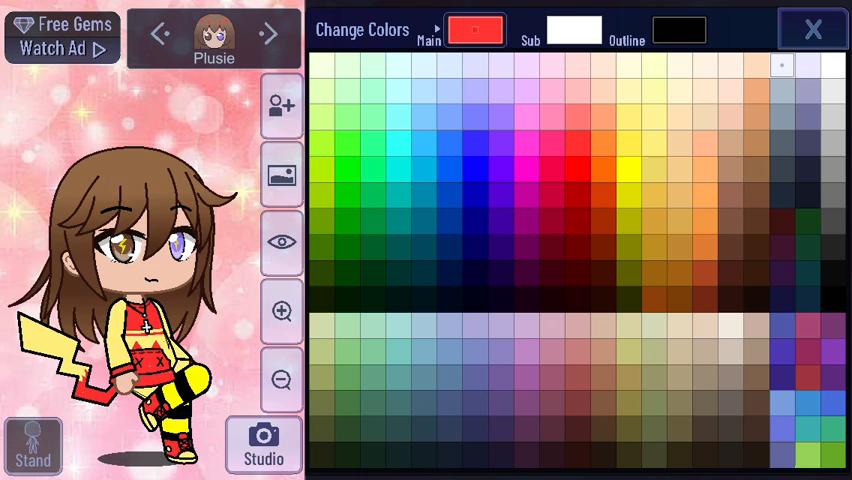 Free Gems
Watch Ad
Plusie
Change Colors
Main
Sub
Outline
X
Stand
Studio